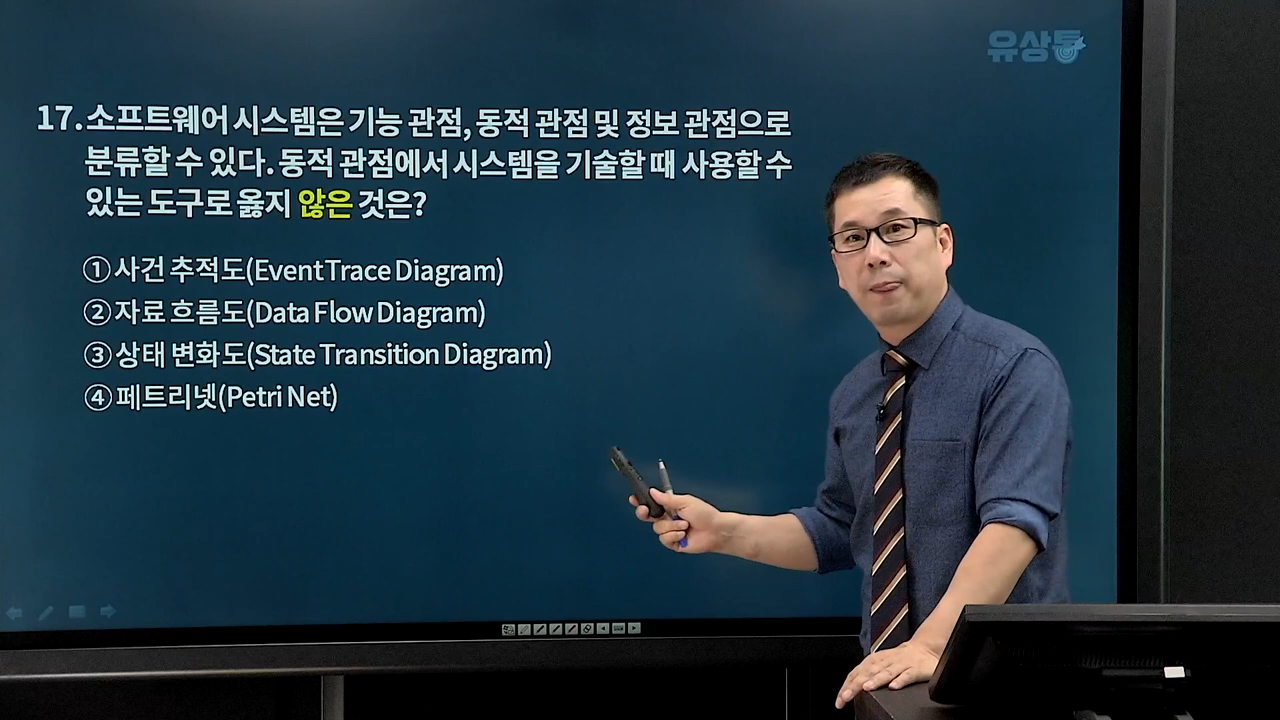 유상통
17. 소프트웨어 시스템은 기능 관점, 동적 관점 및 정보 관점으로
분류할 수 있다. 동적 관점에서 시스템을 기술할 때 사용할 수
있는 도구로 옳지 않은 것은?
① 사건 추적도(Event Trace Diagram)
② 자료 흐름도(Data Flow Diagram)
③ 상태 변화도(State Transition Diagram)
④ 페트리넷(Petri Net)